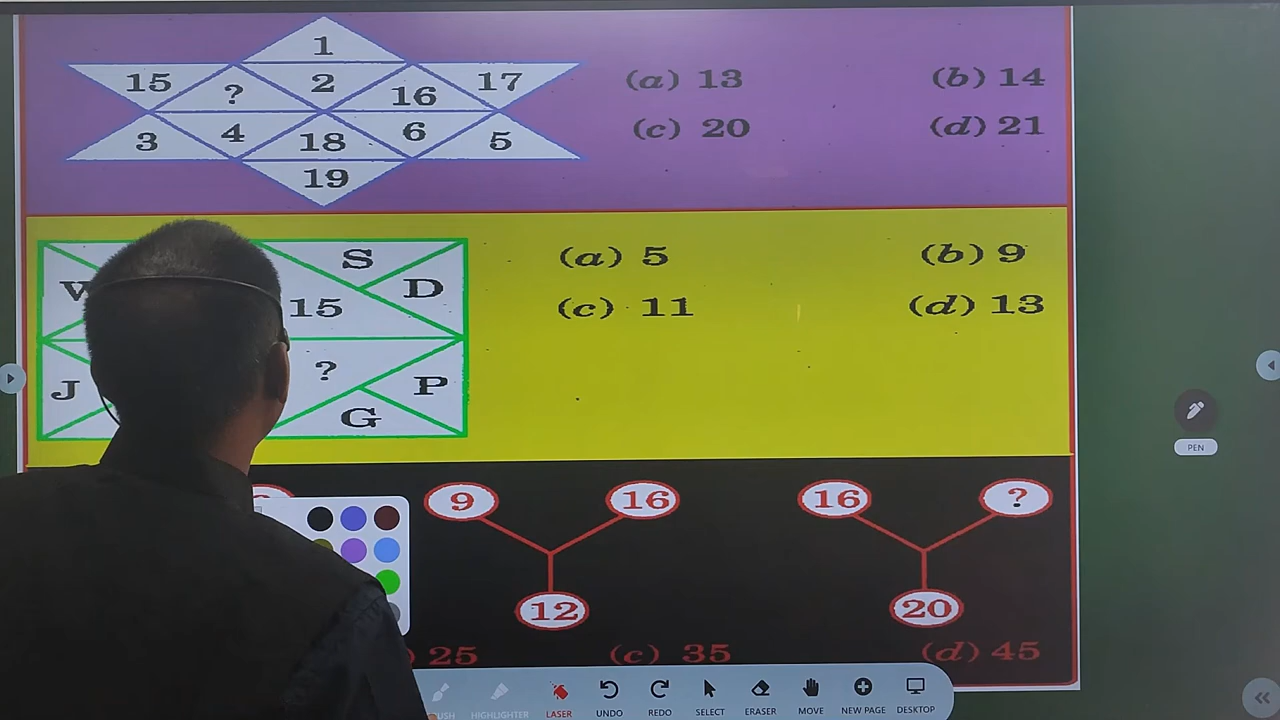 1
15 ? 2 16 17
(a) 13 (b) 14
3 4 18 6 5
(c) 20 (d) 21
19
S
(a) 5 (b) 9
D
15
(c) 11 (d) 13
?
J P
G
9 16 16 ?
12 20
25 (c) 35 (d) 45
PEN
HIGHLIGHTER LASER UNDO REDO SELECT ERASER MOVE NEW PAGE DESKTOP